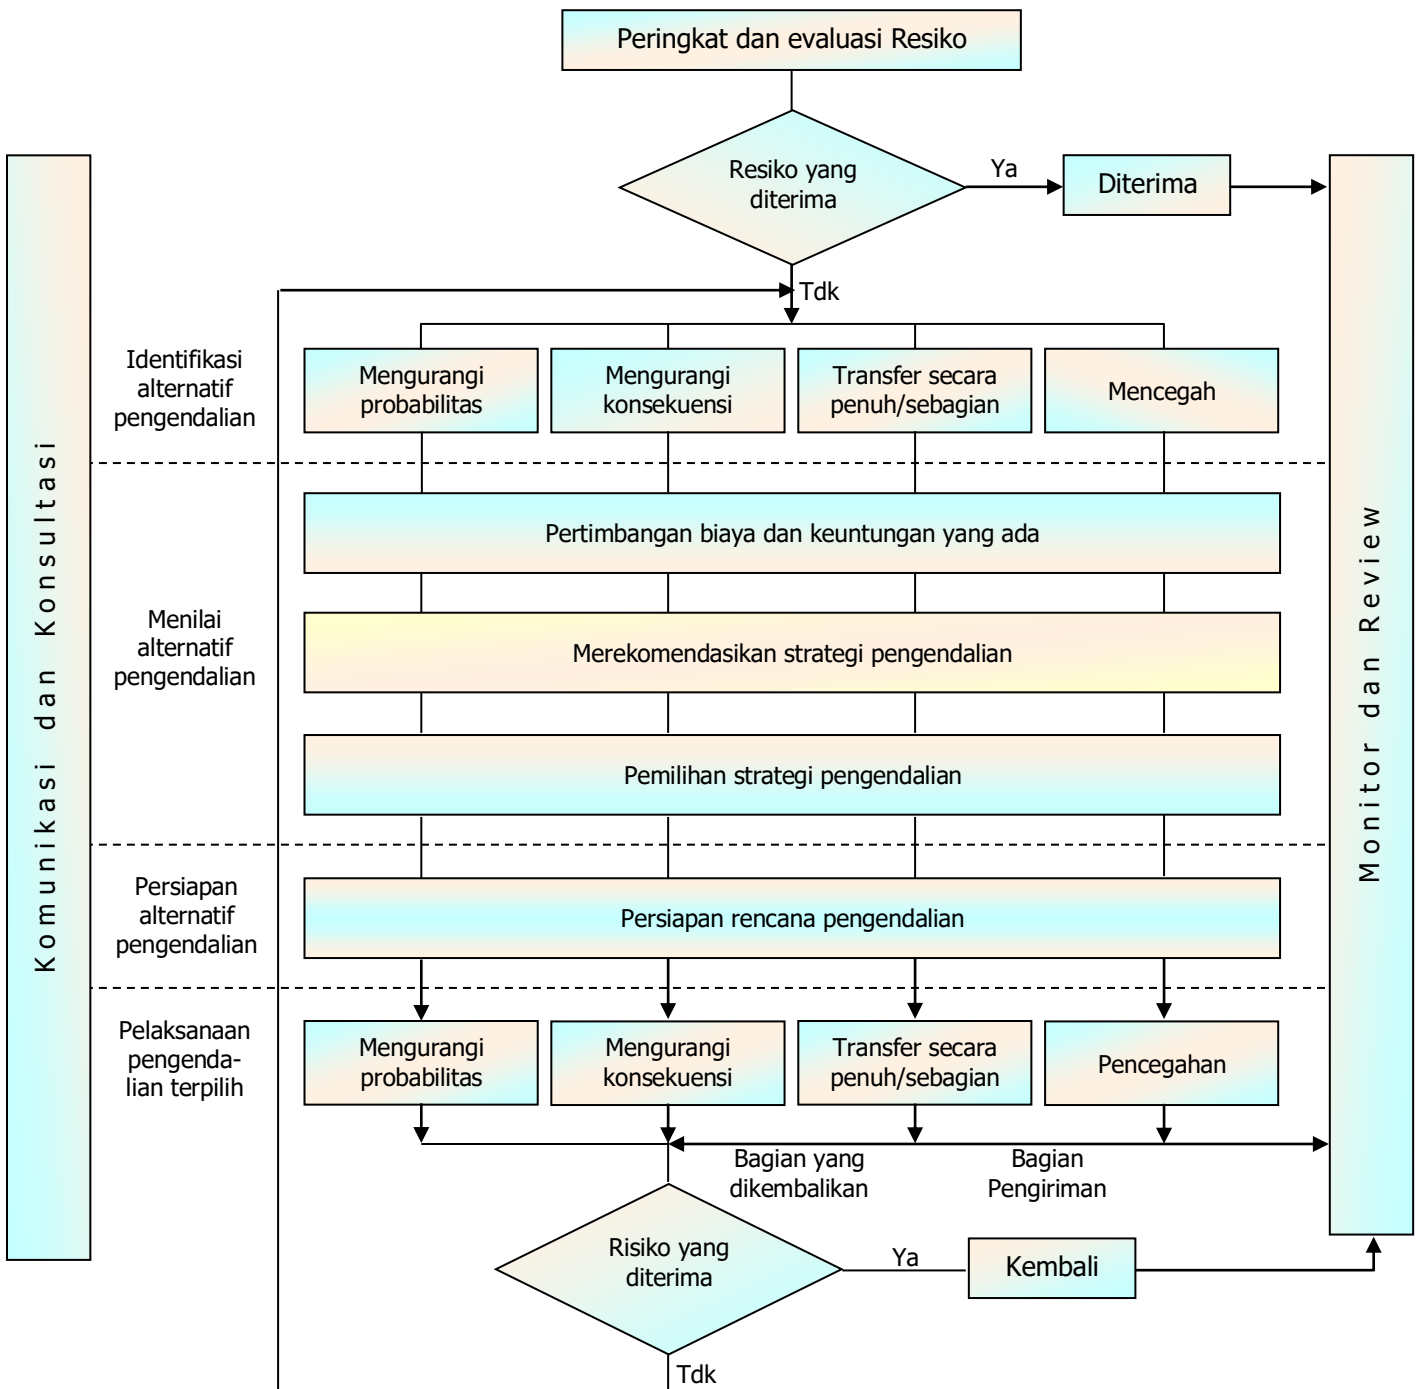 Peringkat dan evaluasi Resiko
Resiko yang
diterima
Ya
Diterima
Tdk
Komunikasi dan Konsultasi
Monitor dan Review
Identifikasi
alternatif
pengendalian
Mengurangi
probabilitas
Mengurangi
konsekuensi
Transfer secara
penuh/sebagian
Mencegah
Pertimbangan biaya dan keuntungan yang ada
Menilai
alternatif
pengendalian
Merekomendasikan strategi pengendalian
Pemilihan strategi pengendalian
Persiapan
alternatif
pengendalian
Persiapan rencana pengendalian
Pelaksanaan
pengenda-
lian terpilih
Mengurangi
probabilitas
Mengurangi
konsekuensi
Transfer secara
penuh/sebagian
Pencegahan
Bagian yang
dikembalikan
Bagian
Pengiriman
Risiko yang
diterima
Ya
Kembali
Tdk